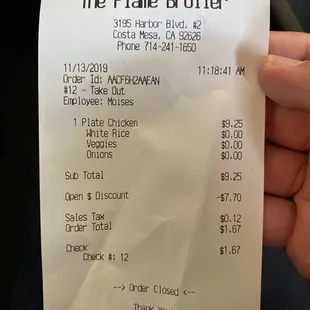 The Flame Broiler
3195 Harbor Blvd. #2
Costa Mesa, CA 92626
Phone 714-241-1650
11/13/2019 11:18:41 AM
Order Id: AACF6H2AAEAN
#12 - Take Out
Employee: Moises
1 Plate Chicken $9.25
White Rice $0.00
Veggies $0.00
Onions $0.00
Sub Total $9.25
Open $ Discount -$7.70
Sales Tax $0.12
Order Total $1.67
Check $1.67
Check #: 12
--> Order Closed <--
Thank You